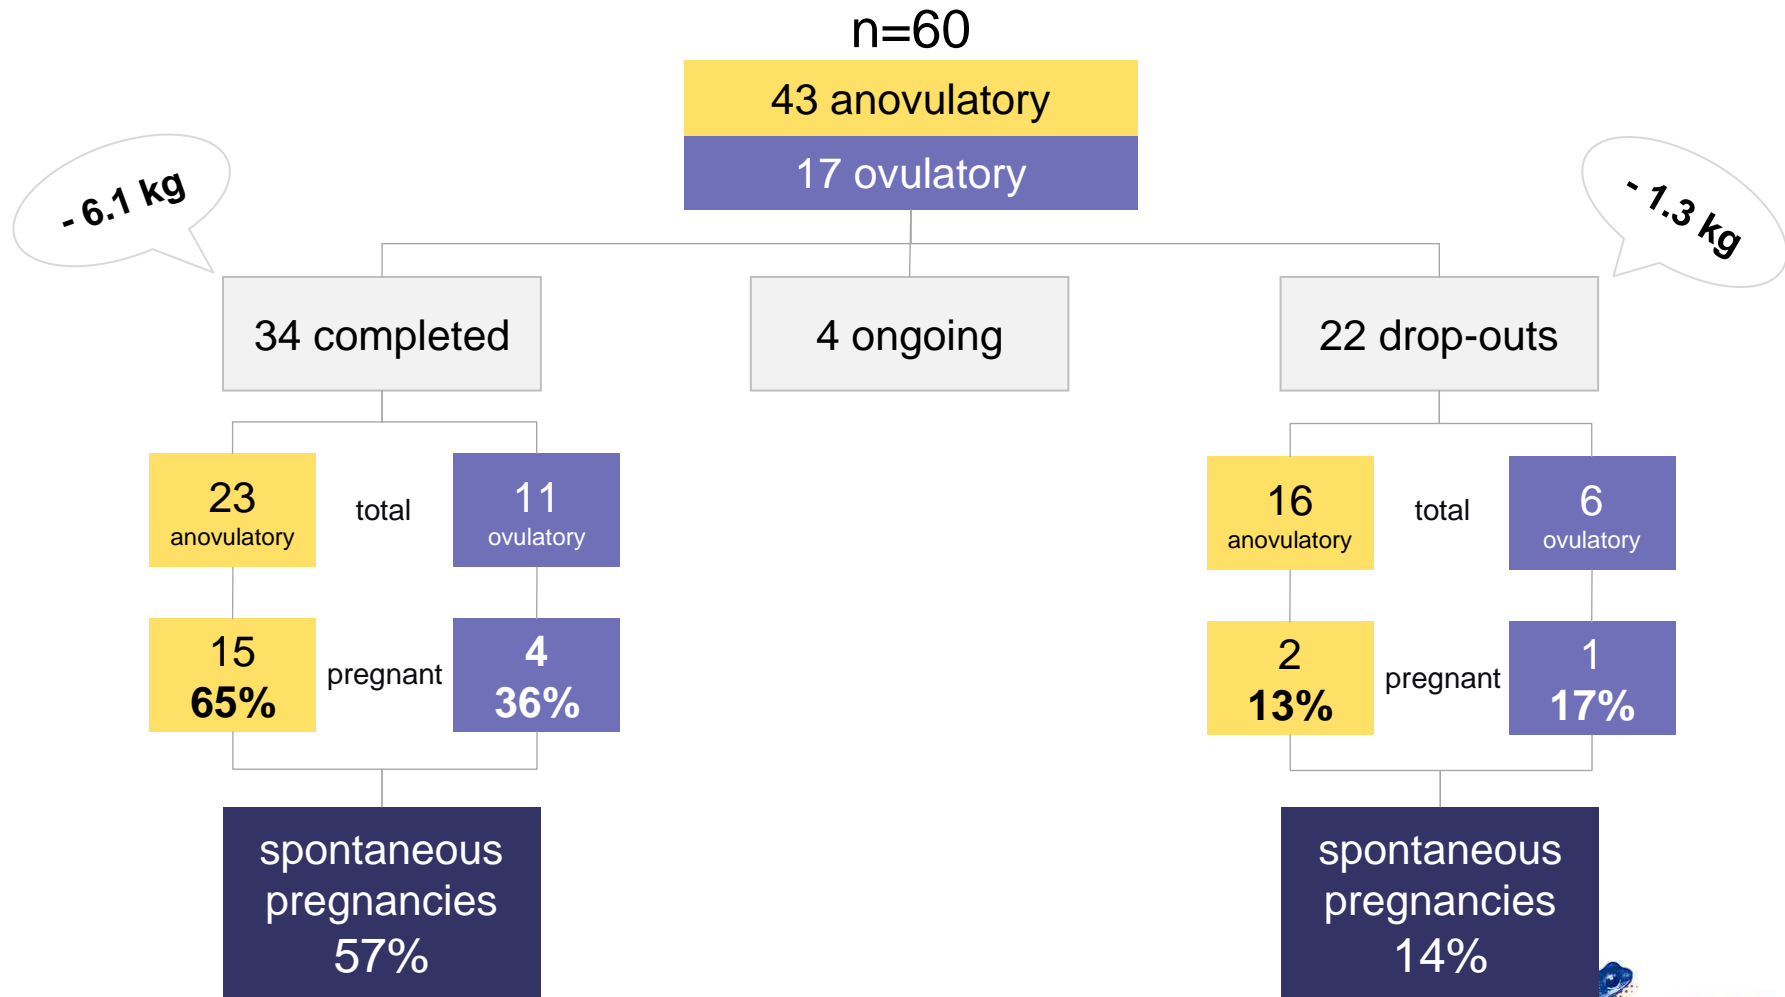 n=60
43 anovulatory
17 ovulatory
- 6.1 kg
- 1.3 kg
34 completed
4 ongoing
22 drop-outs
23
anovulatory
total
11
ovulatory
16
anovulatory
total
6
ovulatory
15
65%
pregnant
4
36%
2
13%
pregnant
1
17%
spontaneous
pregnancies
57%
spontaneous
pregnancies
14%